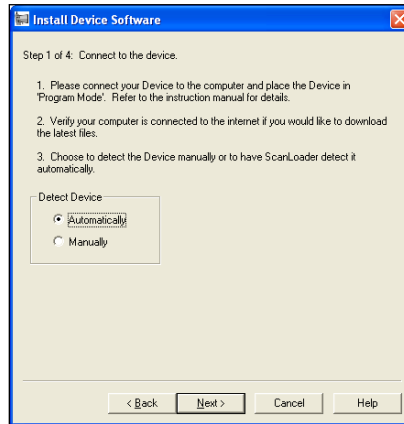 Install Device Software
Step 1 of 4: Connect to the device.
1. Please connect your Device to the computer and place the Device in
'Program Mode'. Refer to the instruction manual for details.
2. Verify your computer is connected to the internet if you would like to download
the latest files.
3. Choose to detect the Device manually or to have ScanLoader detect it
automatically.
Detect Device
Automatically
Manually
< Back
Next >
Cancel
Help